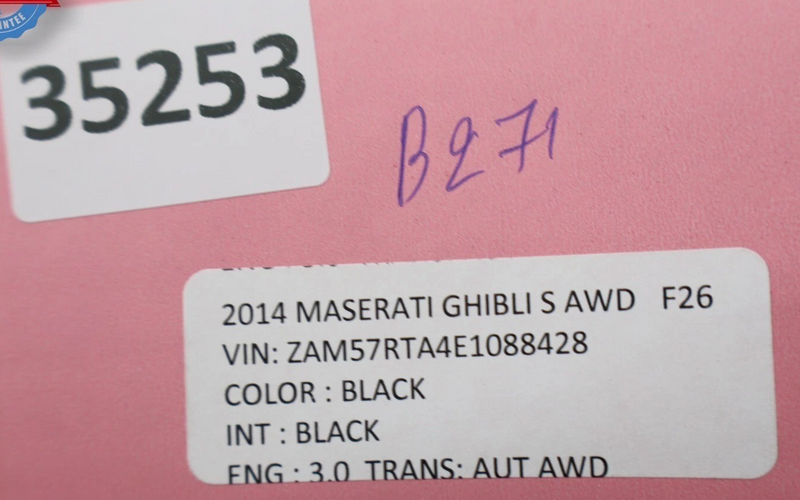 35253
B271
2014 MASERATI GHIBLI S AWD F26
VIN: ZAM57RTA4E1088428
COLOR : BLACK
INT : BLACK
ENG : 3.0 TRANS: AUT AWD